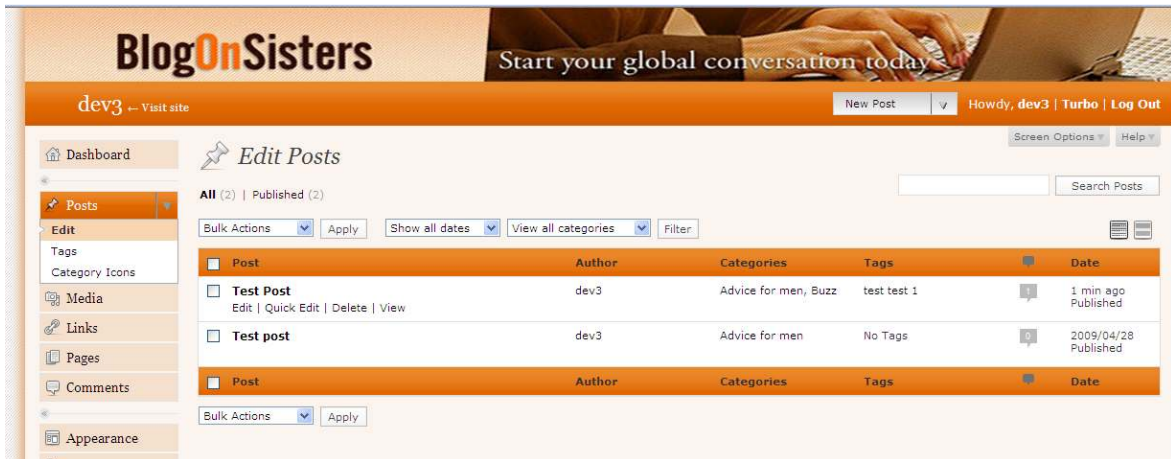 BlogOnSisters
Start your global conversation today
dev3 ← Visit site
New Post
Howdy, dev3 | Turbo | Log Out
Screen Options
Help
Dashboard
Posts
Edit
Tags
Category Icons
Media
Links
Pages
Comments
Appearance
Edit Posts
All (2) | Published (2)
Search Posts
Bulk Actions Apply Show all dates View all categories Filter
Post Author Categories Tags Date
Test Post dev3 Advice for men, Buzz test test 1 1 1 min ago
Edit | Quick Edit | Delete | View Published
Test post dev3 Advice for men No Tags 0 2009/04/28
Published
Post Author Categories Tags Date
Bulk Actions Apply